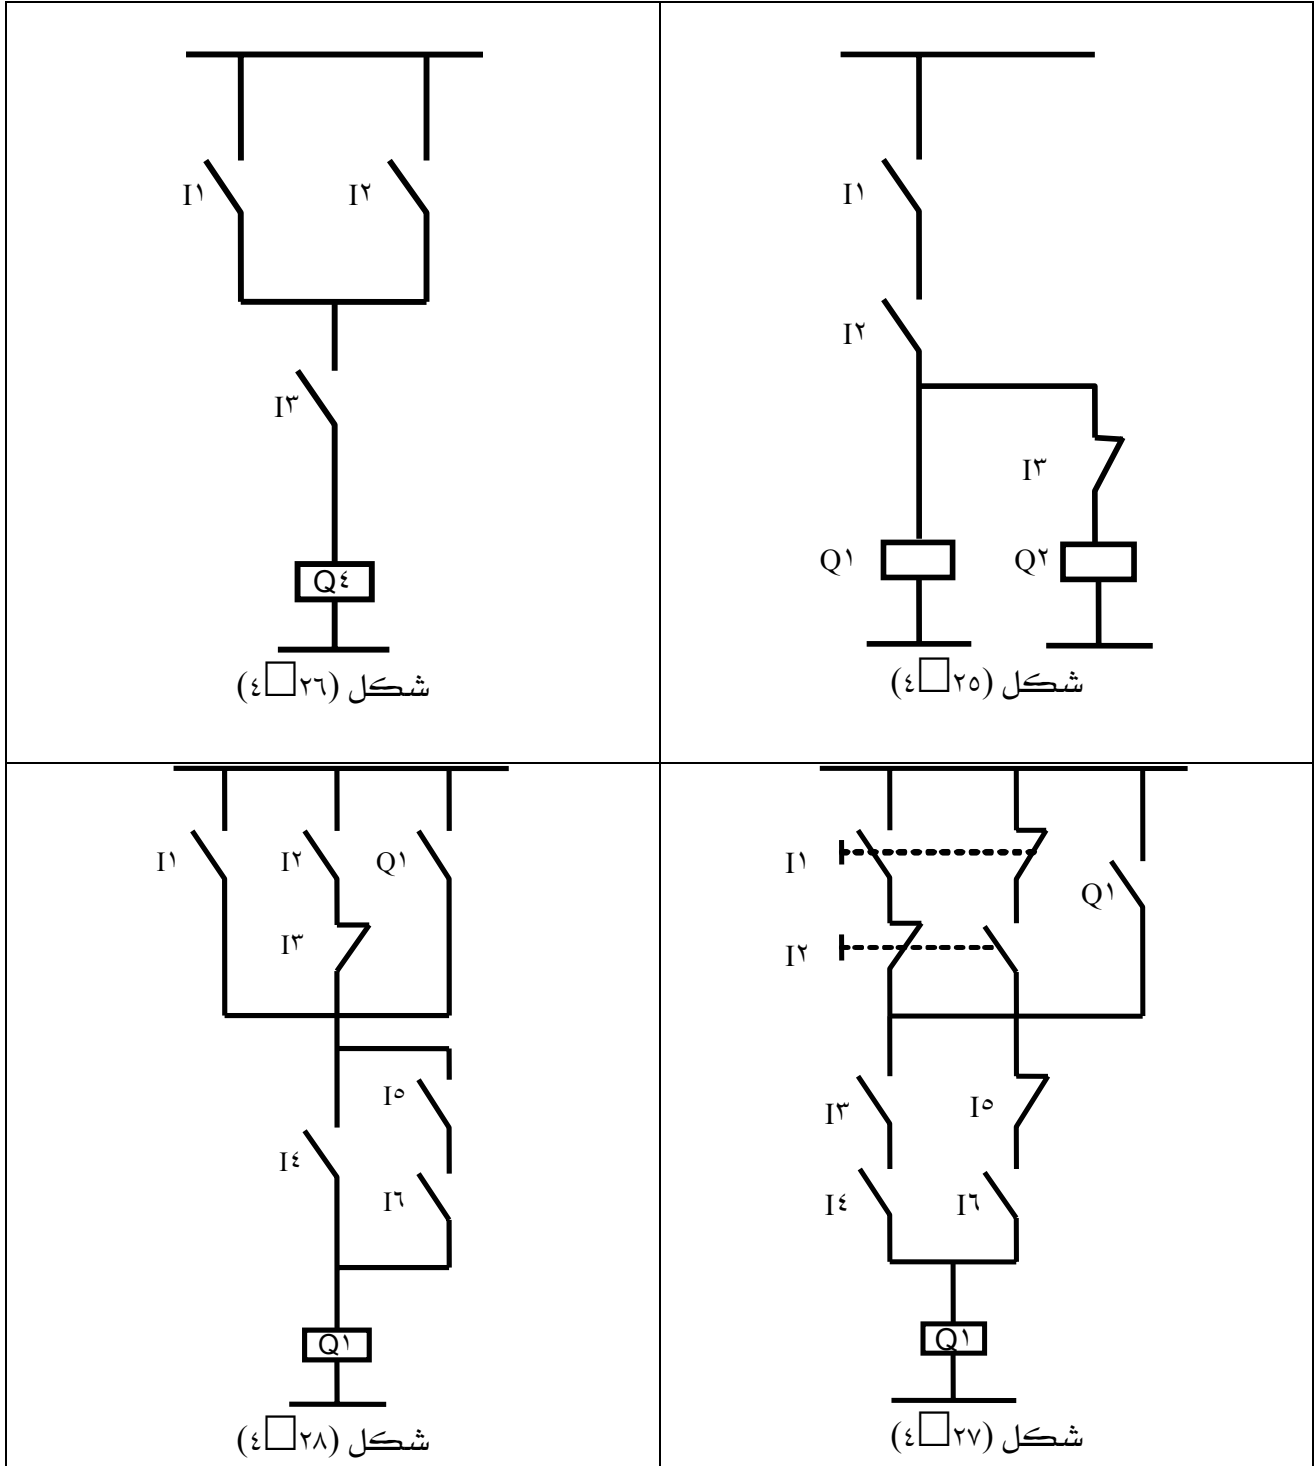 I١
I٢
I٣
Q١
Q٢
شكل (٢٥□٤)
I١
I٢
I٣
Q٤
شكل (٢٦□٤)
I١
Q١
I٢
I٣
I٥
I٤
I٦
Q١
شكل (٢٧□٤)
I١
I٢
Q١
I٣
I٥
I٤
I٦
Q١
شكل (٢٨□٤)